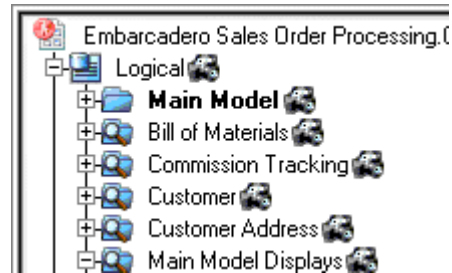 Embarcadero Sales Order Processing.
Logical
Main Model
Bill of Materials
Commission Tracking
Customer
Customer Address
Main Model Displays